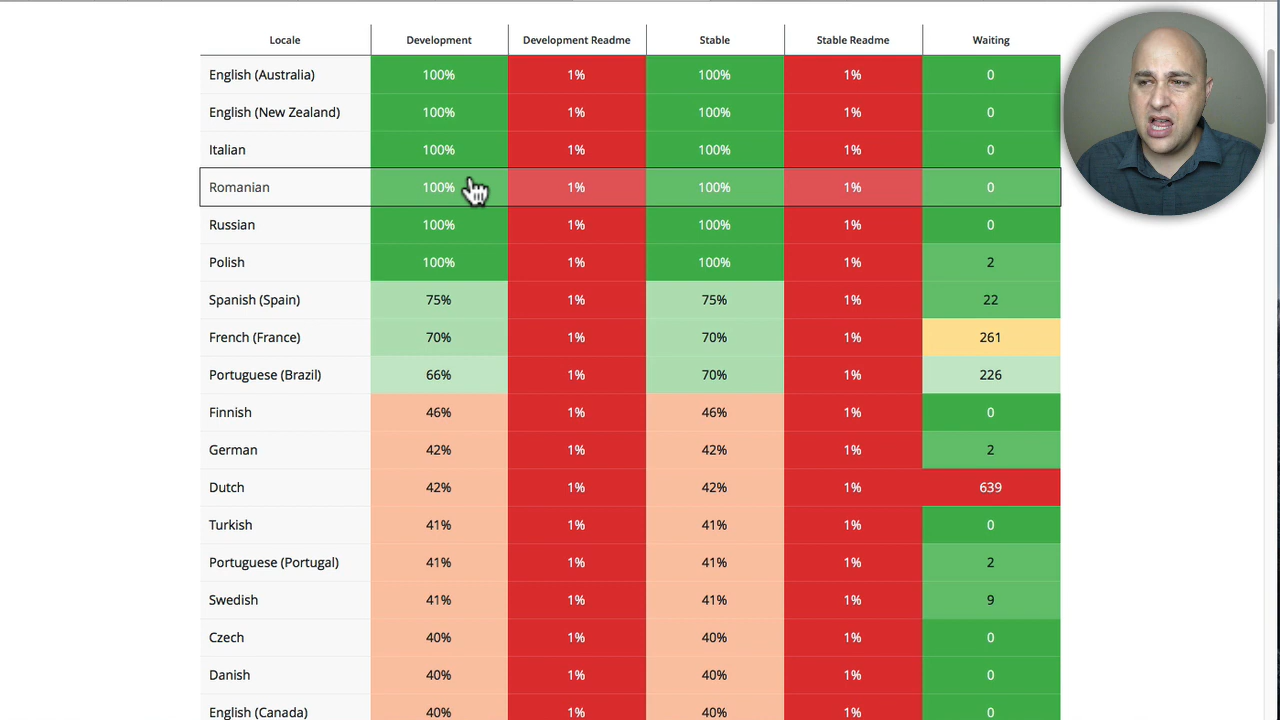 Locale Development Development Readme Stable Stable Readme Waiting
English (Australia) 100% 1% 100% 1% 0
English (New Zealand) 100% 1% 100% 1% 0
Italian 100% 1% 100% 1% 0
Romanian 100% 1% 100% 1% 0
Russian 100% 1% 100% 1% 0
Polish 100% 1% 100% 1% 2
Spanish (Spain) 75% 1% 75% 1% 22
French (France) 70% 1% 70% 1% 261
Portuguese (Brazil) 66% 1% 70% 1% 226
Finnish 46% 1% 46% 1% 0
German 42% 1% 42% 1% 2
Dutch 42% 1% 42% 1% 639
Turkish 41% 1% 41% 1% 0
Portuguese (Portugal) 41% 1% 41% 1% 2
Swedish 41% 1% 41% 1% 9
Czech 40% 1% 40% 1% 0
Danish 40% 1% 40% 1% 0
English (Canada) 40% 1% 40% 1% 0